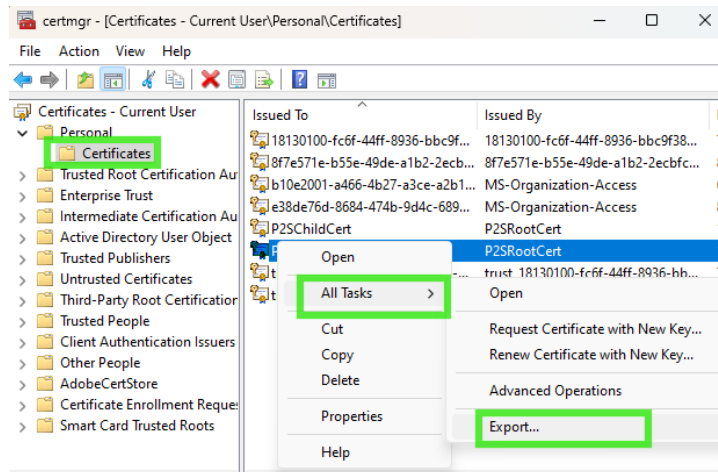 certmgr - [Certificates - Current User\Personal\Certificates]
File Action View Help
Certificates - Current User
Personal
Certificates
Trusted Root Certification Au
Enterprise Trust
Intermediate Certification Au
Active Directory User Object
Trusted Publishers
Untrusted Certificates
Third-Party Root Certification
Trusted People
Client Authentication Issuers
Other People
AdobeCertStore
Certificate Enrollment Reques
Smart Card Trusted Roots
Issued To Issued By
18130100-fc6f-44ff-8936-bbc9f... 18130100-fc6f-44ff-8936-bbc9f38...
8f7e571e-b55e-49de-a1b2-2ecb... 8f7e571e-b55e-49de-a1b2-2ecbfc...
b10e2001-a466-4b27-a3ce-a2b1... MS-Organization-Access
e38de76d-8684-474b-9d4c-689... MS-Organization-Access
P2SChildCert P2SRootCert
P2SRootCert
trust_18130100-fc6f-44ff-8936-bb...
Open
All Tasks
Cut
Copy
Delete
Properties
Help
Open
Request Certificate with New Key...
Renew Certificate with New Key...
Advanced Operations
Export...